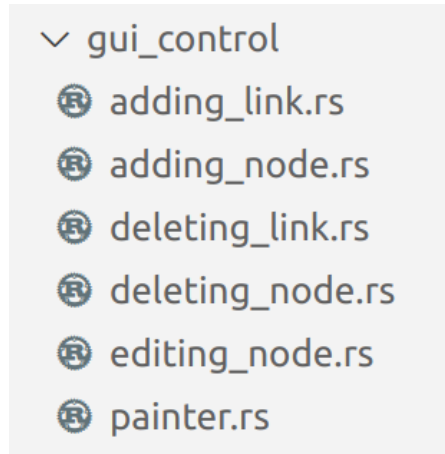 gui_control
adding_link.rs
adding_node.rs
deleting_link.rs
deleting_node.rs
editing_node.rs
painter.rs